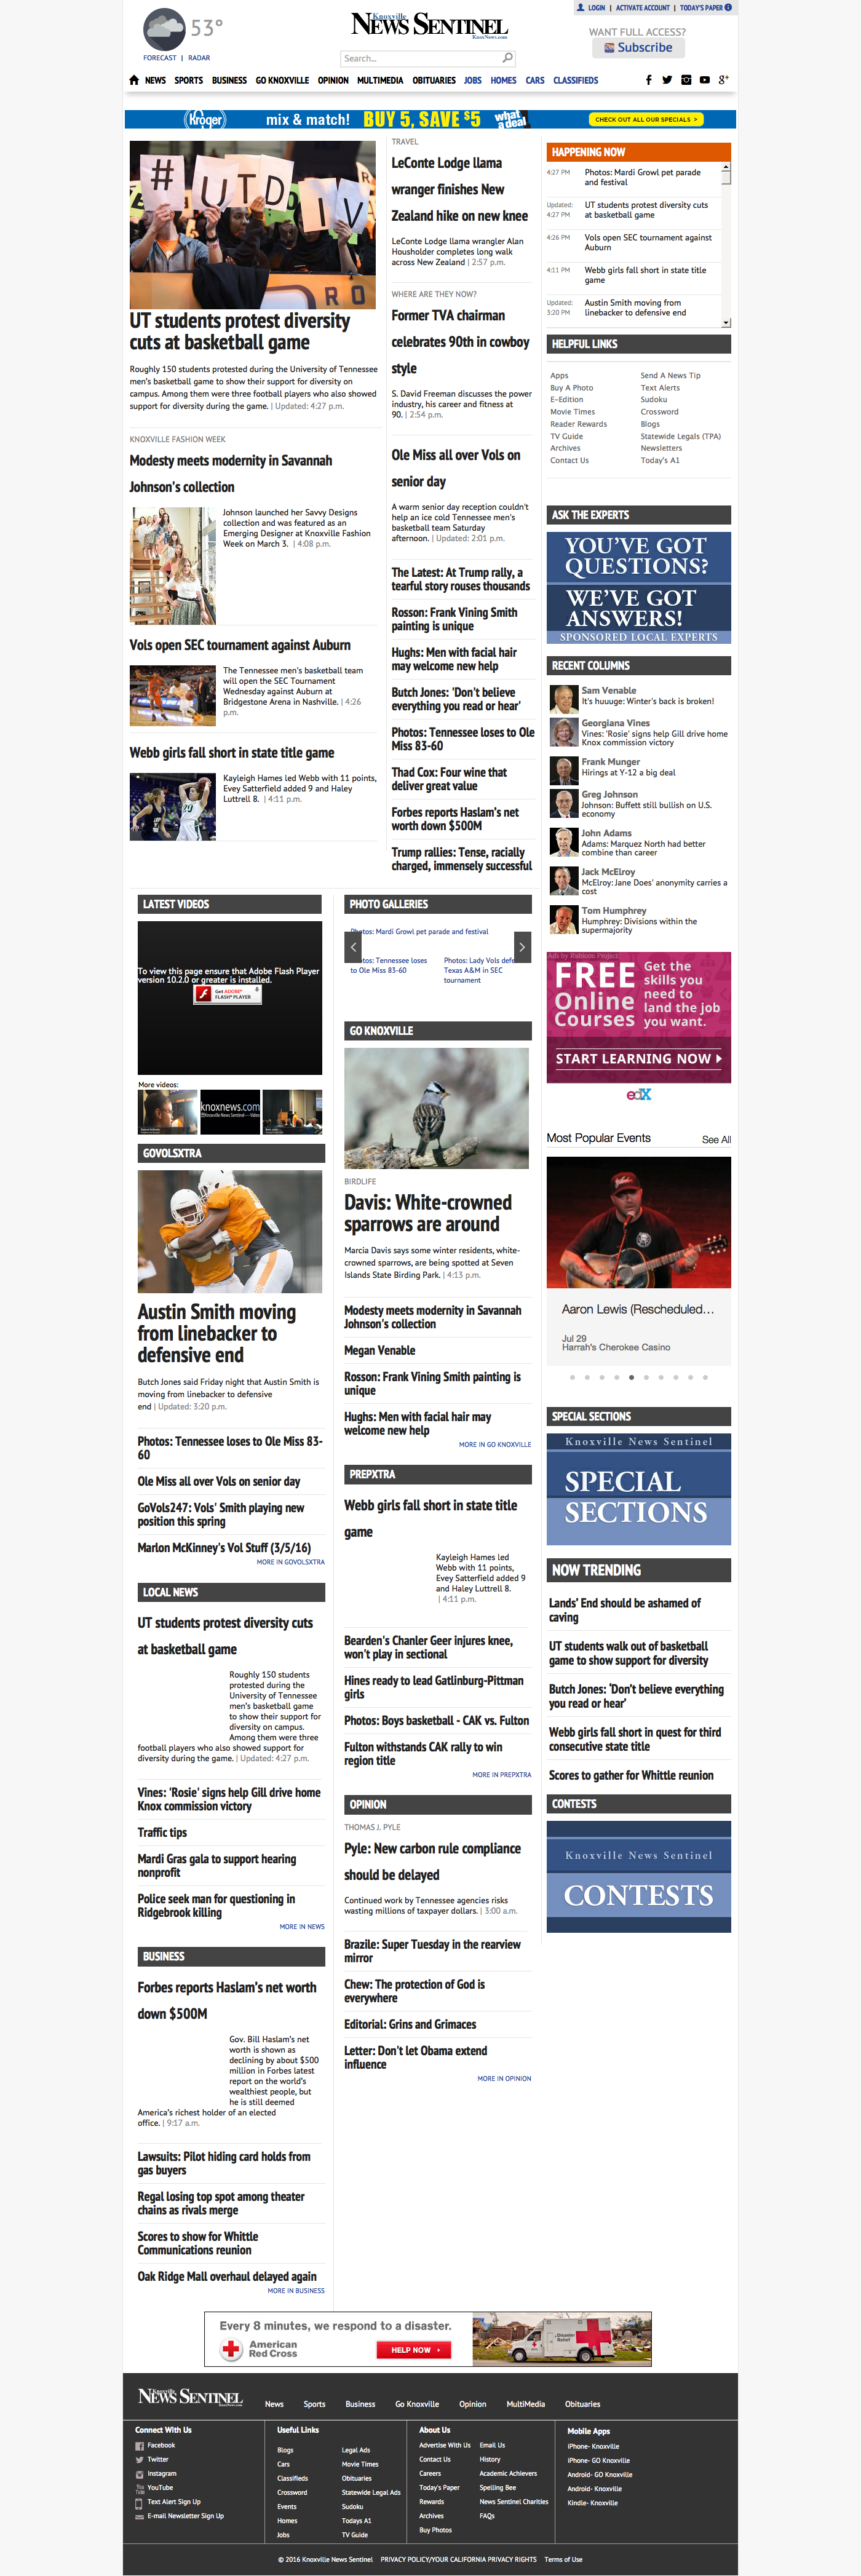 LOGIN | ACTIVATE ACCOUNT | TODAY'S PAPER
53°
FORECAST | RADAR
Knoxville
NEWS SENTINEL
KnoxNews.com
Search...
WANT FULL ACCESS?
Subscribe
NEWS SPORTS BUSINESS GO KNOXVILLE OPINION MULTIMEDIA OBITUARIES JOBS HOMES CARS CLASSIFIEDS
Kroger mix & match! BUY 5, SAVE $5 what a deal CHECK OUT ALL OUR SPECIALS >
# U T D I V
UT students protest diversity
cuts at basketball game
Roughly 150 students protested during the University of Tennessee
men's basketball game to show their support for diversity on
campus. Among them were three football players who also showed
support for diversity during the game. | Updated: 4:27 p.m.
KNOXVILLE FASHION WEEK
Modesty meets modernity in Savannah
Johnson's collection
Johnson launched her Savvy Designs
collection and was featured as an
Emerging Designer at Knoxville Fashion
Week on March 3. | 4:08 p.m.
Vols open SEC tournament against Auburn
The Tennessee men's basketball team
will open the SEC Tournament
Wednesday against Auburn at
Bridgestone Arena in Nashville. | 4:26
p.m.
Webb girls fall short in state title game
Kayleigh Hames led Webb with 11 points,
Evey Satterfield added 9 and Haley
Luttrell 8. | 4:11 p.m.
TRAVEL
LeConte Lodge llama
wrangler finishes New
Zealand hike on new knee
LeConte Lodge llama wrangler Alan
Housholder completes long walk
across New Zealand | 2:57 p.m.
WHERE ARE THEY NOW?
Former TVA chairman
celebrates 90th in cowboy
style
S. David Freeman discusses the power
industry, his career and fitness at
90. | 2:54 p.m.
Ole Miss all over Vols on
senior day
A warm senior day reception couldn't
help an ice cold Tennessee men's
basketball team Saturday
afternoon. | Updated: 2:01 p.m.
The Latest: At Trump rally, a
tearful story rouses thousands
Rosson: Frank Vining Smith
painting is unique
Hughs: Men with facial hair
may welcome new help
Butch Jones: 'Don't believe
everything you read or hear'
Photos: Tennessee loses to Ole
Miss 83-60
Thad Cox: Four wine that
deliver great value
Forbes reports Haslam's net
worth down $500M
Trump rallies: Tense, racially
charged, immensely successful
HAPPENING NOW
4:27 PM Photos: Mardi Growl pet parade
and festival
Updated: UT students protest diversity cuts
4:27 PM at basketball game
4:26 PM Vols open SEC tournament against
Auburn
4:11 PM Webb girls fall short in state title
game
Updated: Austin Smith moving from
3:20 PM linebacker to defensive end
HELPFUL LINKS
Apps Send A News Tip
Buy A Photo Text Alerts
E-Edition Sudoku
Movie Times Crossword
Reader Rewards Blogs
TV Guide Statewide Legals (TPA)
Archives Newsletters
Contact Us Today's A1
ASK THE EXPERTS
YOU'VE GOT
QUESTIONS?
WE'VE GOT
ANSWERS!
SPONSORED LOCAL EXPERTS
RECENT COLUMNS
Sam Venable
It's huuuge: Winter's back is broken!
Georgiana Vines
Vines: 'Rosie' signs help Gill drive home
Knox commission victory
Frank Munger
Hirings at Y-12 a big deal
Greg Johnson
Johnson: Buffett still bullish on U.S.
economy
John Adams
Adams: Marquez North had better
combine than career
Jack McElroy
McElroy: Jane Does' anonymity carries a
cost
Tom Humphrey
Humphrey: Divisions within the
supermajority
Ads by Rubicon Project
FREE Online Courses
Get the
skills you
need to
land the job
you want.
START LEARNING NOW
edX
Most Popular Events See All
Aaron Lewis (Rescheduled...
Jul 29
Harrah's Cherokee Casino
SPECIAL SECTIONS
Knoxville News Sentinel
SPECIAL
SECTIONS
NOW TRENDING
Lands' End should be ashamed of
caving
UT students walk out of basketball
game to show support for diversity
Butch Jones: 'Don't believe everything
you read or hear'
Webb girls fall short in quest for third
consecutive state title
Scores to gather for Whittle reunion
CONTESTS
Knoxville News Sentinel
CONTESTS
LATEST VIDEOS
To view this page ensure that Adobe Flash Player
version 10.2.0 or greater is installed.
Get ADOBE®
FLASH® PLAYER
More videos:
knoxnews.com
GOVOLSXTRA
Austin Smith moving
from linebacker to
defensive end
Butch Jones said Friday night that Austin Smith is
moving from linebacker to defensive
end | Updated: 3:20 p.m.
Photos: Tennessee loses to Ole Miss 83-
60
Ole Miss all over Vols on senior day
GoVols247: Vols' Smith playing new
position this spring
Marlon McKinney's Vol Stuff (3/5/16)
MORE IN GOVOLSXTRA
LOCAL NEWS
UT students protest diversity cuts
at basketball game
Roughly 150 students
protested during the
University of Tennessee
men's basketball game
to show their support for
diversity on campus.
Among them were three
football players who also showed support for
diversity during the game. | Updated: 4:27 p.m.
Vines: 'Rosie' signs help Gill drive home
Knox commission victory
Traffic tips
Mardi Gras gala to support hearing
nonprofit
Police seek man for questioning in
Ridgebrook killing
MORE IN NEWS
BUSINESS
Forbes reports Haslam's net worth
down $500M
Gov. Bill Haslam's net
worth is shown as
declining by about $500
million in Forbes latest
report on the world's
wealthiest people, but
he is still deemed
America's richest holder of an elected
office. | 9:17 a.m.
Lawsuits: Pilot hiding card holds from
gas buyers
Regal losing top spot among theater
chains as rivals merge
Scores to show for Whittle
Communications reunion
Oak Ridge Mall overhaul delayed again
MORE IN BUSINESS
PHOTO GALLERIES
Photos: Mardi Growl pet parade and festival
Photos: Tennessee loses
to Ole Miss 83-60
Photos: Lady Vols defe
Texas A&M in SEC
tournament
GO KNOXVILLE
BIRDLIFE
Davis: White-crowned
sparrows are around
Marcia Davis says some winter residents, white-
crowned sparrows, are being spotted at Seven
Islands State Birding Park. | 4:13 p.m.
Modesty meets modernity in Savannah
Johnson's collection
Megan Venable
Rosson: Frank Vining Smith painting is
unique
Hughs: Men with facial hair may
welcome new help
MORE IN GO KNOXVILLE
PREPXTRA
Webb girls fall short in state title
game
Kayleigh Hames led
Webb with 11 points,
Evey Satterfield added 9
and Haley Luttrell 8.
| 4:11 p.m.
Bearden's Chanler Geer injures knee,
won't play in sectional
Hines ready to lead Gatlinburg-Pittman
girls
Photos: Boys basketball - CAK vs. Fulton
Fulton withstands CAK rally to win
region title
MORE IN PREPXTRA
OPINION
THOMAS J. PYLE
Pyle: New carbon rule compliance
should be delayed
Continued work by Tennessee agencies risks
wasting millions of taxpayer dollars. | 3:00 a.m.
Brazile: Super Tuesday in the rearview
mirror
Chew: The protection of God is
everywhere
Editorial: Grins and Grimaces
Letter: Don't let Obama extend
influence
MORE IN OPINION
Every 8 minutes, we respond to a disaster.
American
Red Cross
HELP NOW
Disaster
Relief
Knoxville
NEWS SENTINEL
News Sports Business Go Knoxville Opinion MultiMedia Obituaries
Connect With Us
Facebook
Twitter
Instagram
YouTube
Text Alert Sign Up
E-mail Newsletter Sign Up
Useful Links
Blogs Legal Ads
Cars Movie Times
Classifieds Obituaries
Crossword Statewide Legal Ads
Events Sudoku
Homes Todays A1
Jobs TV Guide
About Us
Advertise With Us Email Us
Contact Us History
Careers Academic Achievers
Today's Paper Spelling Bee
Rewards News Sentinel Charities
Archives FAQs
Buy Photos
Mobile Apps
iPhone- Knoxville
iPhone- GO Knoxville
Android- GO Knoxville
Android- Knoxville
Kindle- Knoxville
© 2016 Knoxville News Sentinel PRIVACY POLICY/YOUR CALIFORNIA PRIVACY RIGHTS Terms of Use